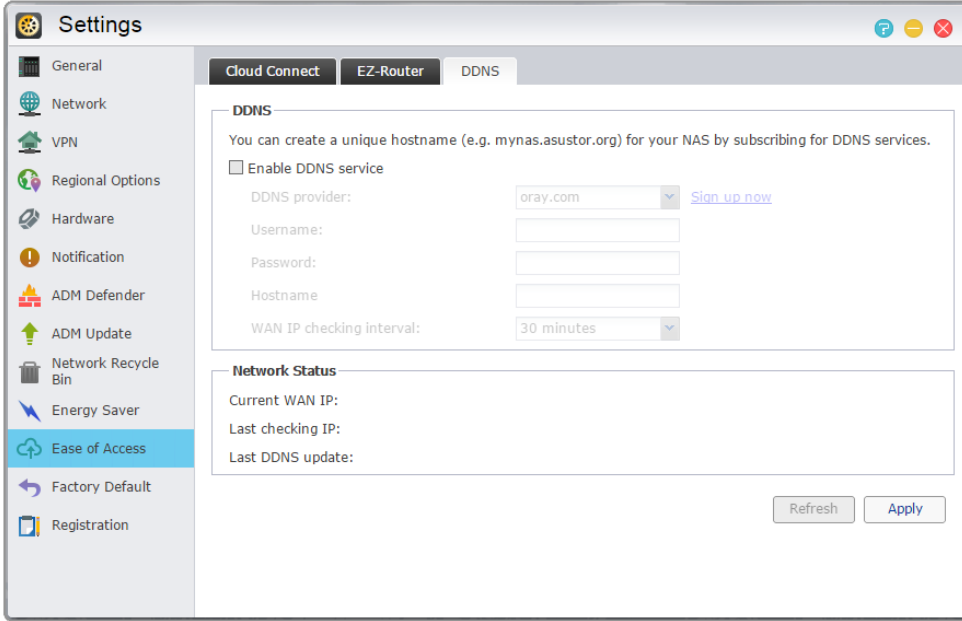 Settings
General
Network
VPN
Regional Options
Hardware
Notification
ADM Defender
ADM Update
Network Recycle
Bin
Energy Saver
Ease of Access
Factory Default
Registration
Cloud Connect
EZ-Router
DDNS
DDNS
You can create a unique hostname (e.g. mynas.asustor.org) for your NAS by subscribing for DDNS services.
Enable DDNS service
DDNS provider: oray.com Sign up now
Username:
Password:
Hostname
WAN IP checking interval: 30 minutes
Network Status
Current WAN IP:
Last checking IP:
Last DDNS update:
Refresh Apply